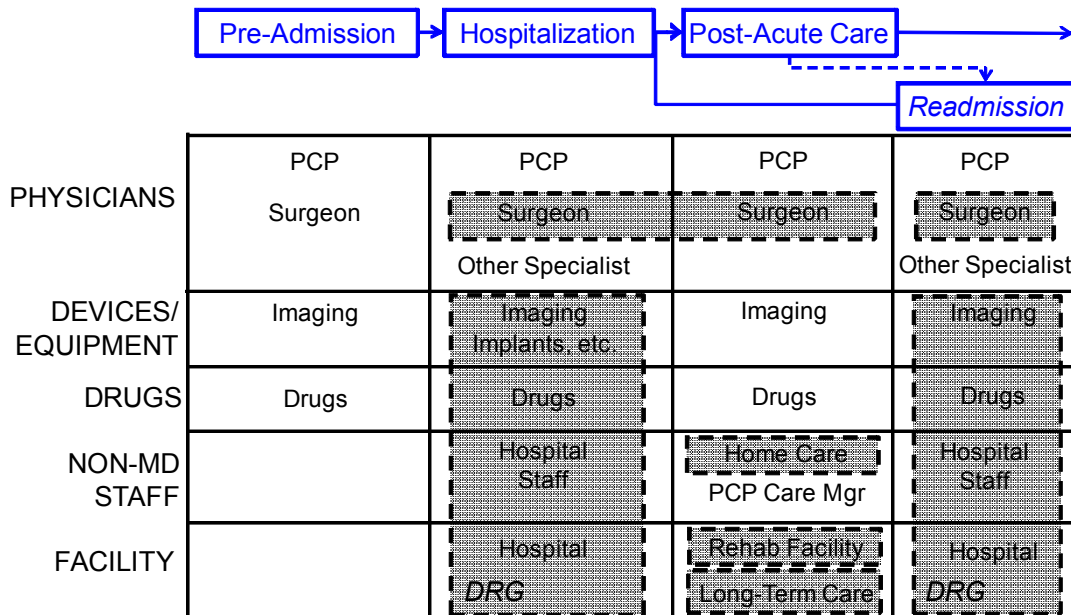 Pre-Admission
Hospitalization
Post-Acute Care
Readmission
PHYSICIANS
PCP
PCP
PCP
PCP
Surgeon
Surgeon
Surgeon
Surgeon
Other Specialist
Other Specialist
DEVICES/
EQUIPMENT
Imaging
Imaging
Implants, etc.
Imaging
Imaging
DRUGS
Drugs
Drugs
Drugs
Drugs
NON-MD
STAFF
Hospital
Staff
Home Care
PCP Care Mgr
Hospital
Staff
FACILITY
Hospital
DRG
Rehab Facility
Long-Term Care
Hospital
DRG